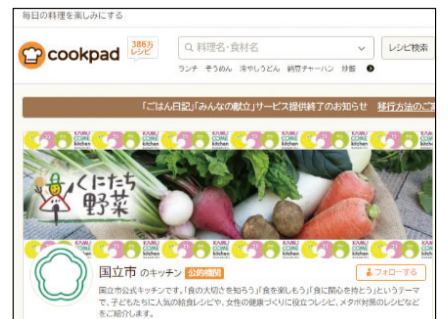 毎日の料理を楽しみにする
cookpad
386万
レシピ
料理名・食材名
レシピ検索
ランチ そうめん 冷やしうどん 納豆チャーハン 炒飯
「ごはん日記」「みんなの献立」サービス提供終了のお知らせ 移行方法のご
KABU COME kitchen
くにたち
野菜
国立市 のキッチン 公的機関
フォローする
国立市公式キッチンです。「食の大切さを知ろう」「食を楽しもう」「食に関心を持とう」というテーマ
で、子どもたちに人気の給食レシピや、女性の健康づくりに役立つレシピ、メタボ対策のレシピなど
をご紹介します。